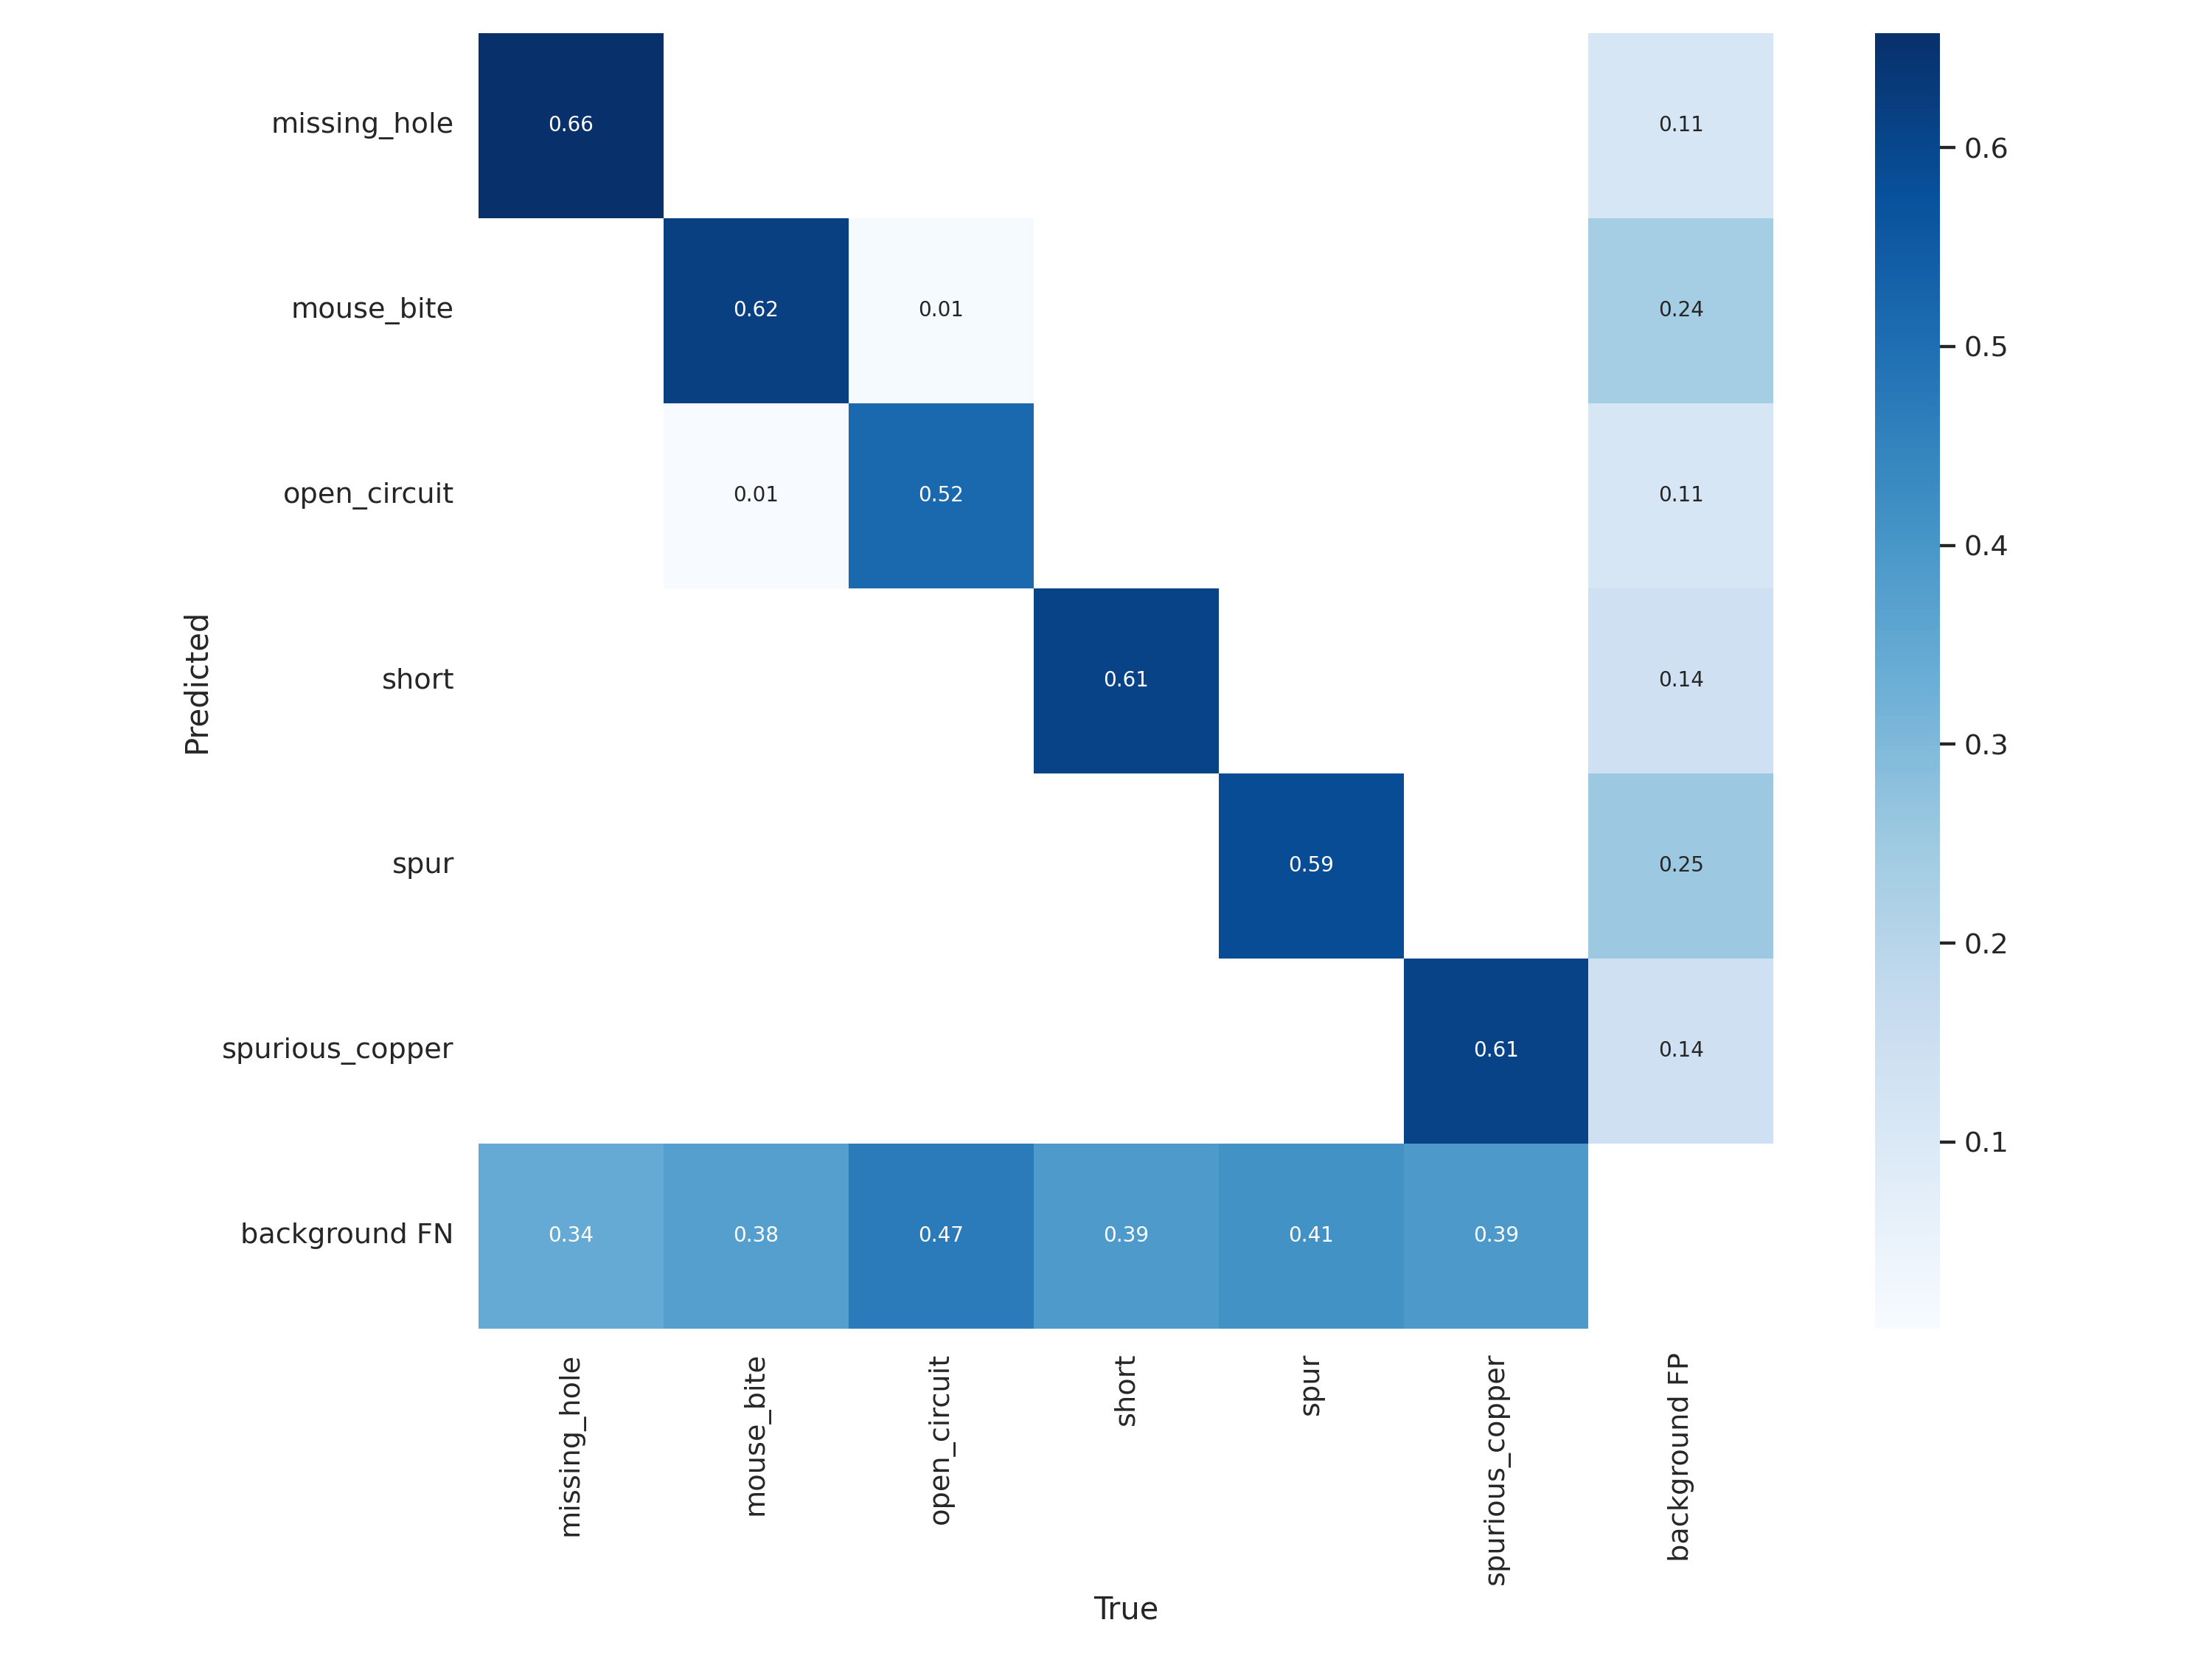 missing_hole 0.66 0.11
mouse_bite 0.62 0.01 0.24
open_circuit 0.01 0.52 0.11
short 0.61 0.14
spur 0.59 0.25
spurious_copper 0.61 0.14
background FN 0.34 0.38 0.47 0.39 0.41 0.39
Predicted
missing_hole
mouse_bite
open_circuit
short
spur
spurious_copper
background FP
True
0.6
0.5
0.4
0.3
0.2
0.1